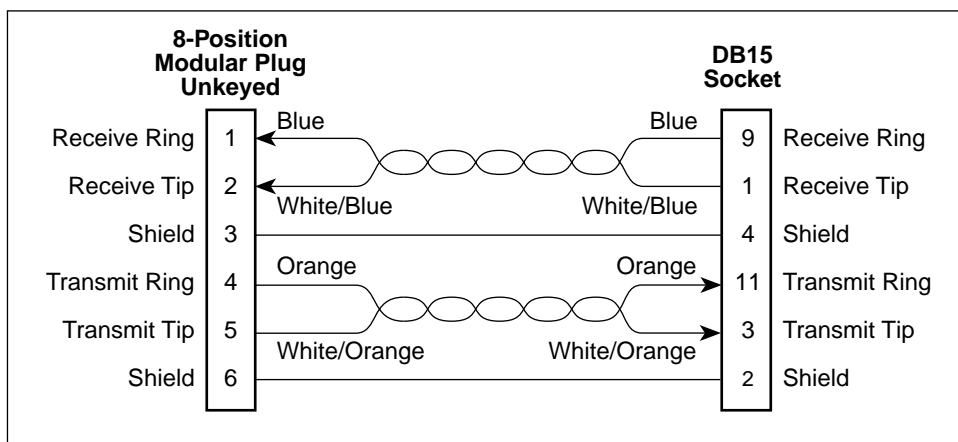 8-Position
Modular Plug
Unkeyed
DB15
Socket
Receive Ring 1 Blue Blue 9 Receive Ring
Receive Tip 2 White/Blue White/Blue 1 Receive Tip
Shield 3 4 Shield
Transmit Ring 4 Orange Orange 11 Transmit Ring
Transmit Tip 5 White/Orange White/Orange 3 Transmit Tip
Shield 6 2 Shield